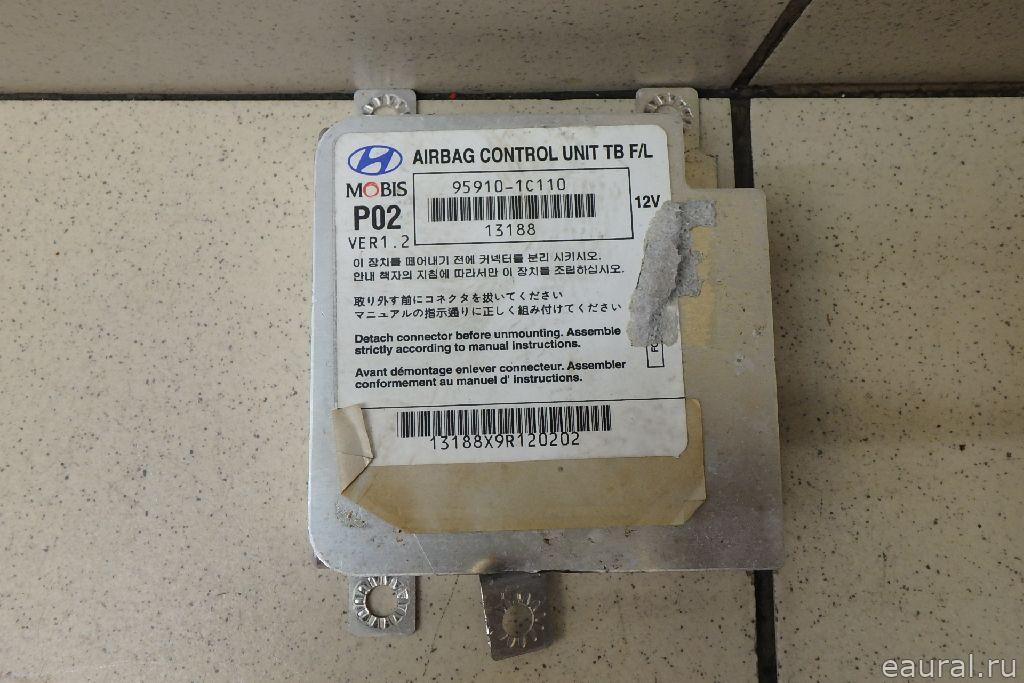 AIRBAG CONTROL UNIT TB F/L
MOBIS
95910-1C110
12V
P02
13188
VER1.2
이 장치를 떼어내기 전에 커넥터를 분리 시키시오.
안내 책자의 지침에 따라서만 이 장치를 조립하십시오.
取り外す前にコネクタを抜いてください
マニュアルの指示通りに正しく組み付けてください
Detach connector before unmounting. Assemble
strictly according to manual instructions.
Avant démontage enlever connecteur. Assembler
conformement au manuel d' instructions.
13188X9R120202
eaural.ru